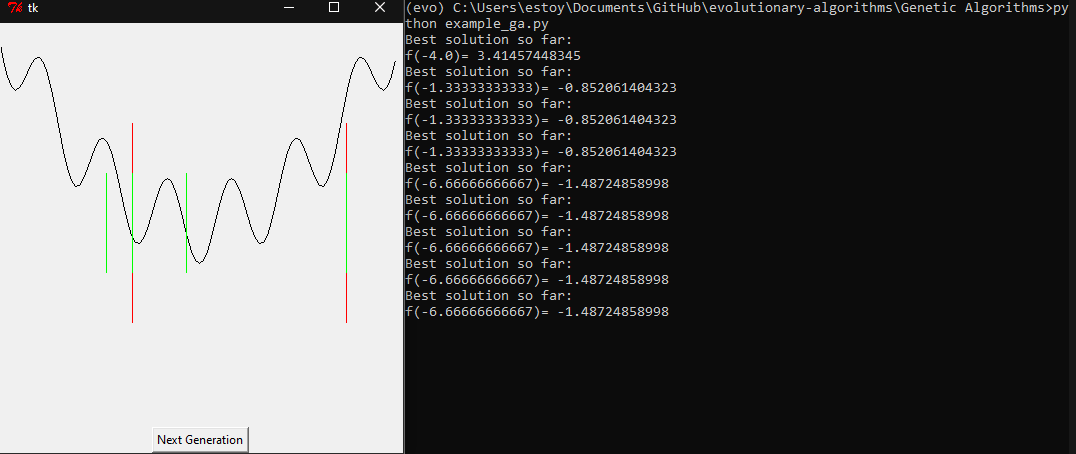 tk
Next Generation
(evo) C:\Users\estoy\Documents\GitHub\evolutionary-algorithms\Genetic Algorithms>py
thon example_ga.py
Best solution so far:
f(-4.0)= 3.41457448345
Best solution so far:
f(-1.33333333333)= -0.852061404323
Best solution so far:
f(-1.33333333333)= -0.852061404323
Best solution so far:
f(-1.33333333333)= -0.852061404323
Best solution so far:
f(-6.66666666667)= -1.48724858998
Best solution so far:
f(-6.66666666667)= -1.48724858998
Best solution so far:
f(-6.66666666667)= -1.48724858998
Best solution so far:
f(-6.66666666667)= -1.48724858998
Best solution so far:
f(-6.66666666667)= -1.48724858998